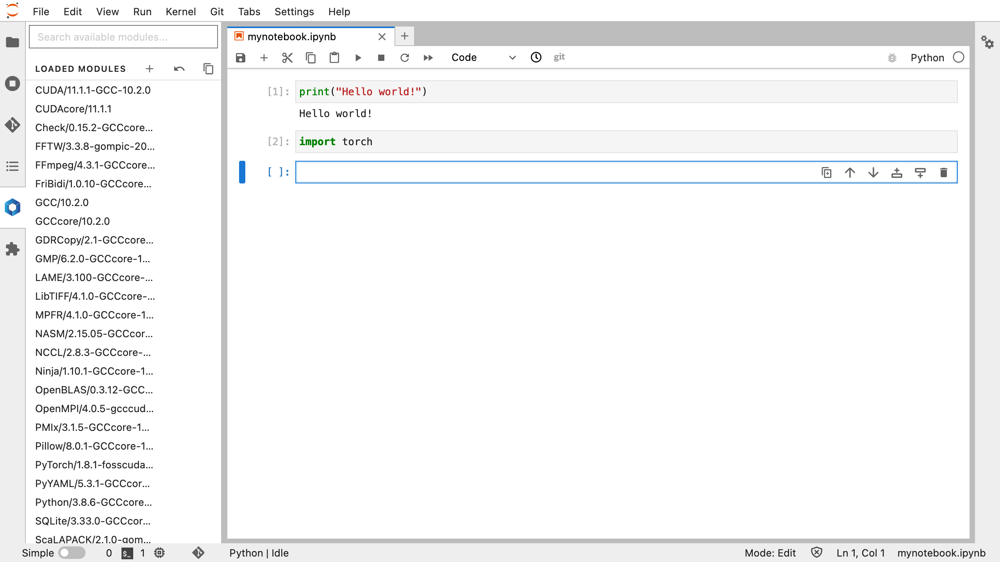 File Edit View Run Kernel Git Tabs Settings Help
Search available modules...
LOADED MODULES
CUDA/11.1.1-GCC-10.2.0
CUDAcore/11.1.1
Check/0.15.2-GCCcore...
FFTW/3.3.8-gompic-20...
FFmpeg/4.3.1-GCCcore...
FriBidi/1.0.10-GCCcore...
GCC/10.2.0
GCCcore/10.2.0
GDRCopy/2.1-GCCcore...
GMP/6.2.0-GCCcore-1...
LAME/3.100-GCCcore-...
LibTIFF/4.1.0-GCCcore-...
MPFR/4.1.0-GCCcore-1...
NASM/2.15.05-GCCcor...
NCCL/2.8.3-GCCcore-...
Ninja/1.10.1-GCCcore-1...
OpenBLAS/0.3.12-GCC...
OpenMPI/4.0.5-gcccud...
PMIx/3.1.5-GCCcore-1...
Pillow/8.0.1-GCCcore-1...
PyTorch/1.8.1-fosscuda...
PyYAML/5.3.1-GCCcor...
Python/3.8.6-GCCcore...
SQLite/3.33.0-GCCcor...
ScaLAPACK/2.1.0-gom...
mynotebook.ipynb
Code git Python
[1]: print("Hello world!")
Hello world!
[2]: import torch
[ ]:
Simple 0 $_ 1 Python | Idle Mode: Edit Ln 1, Col 1 mynotebook.ipynb